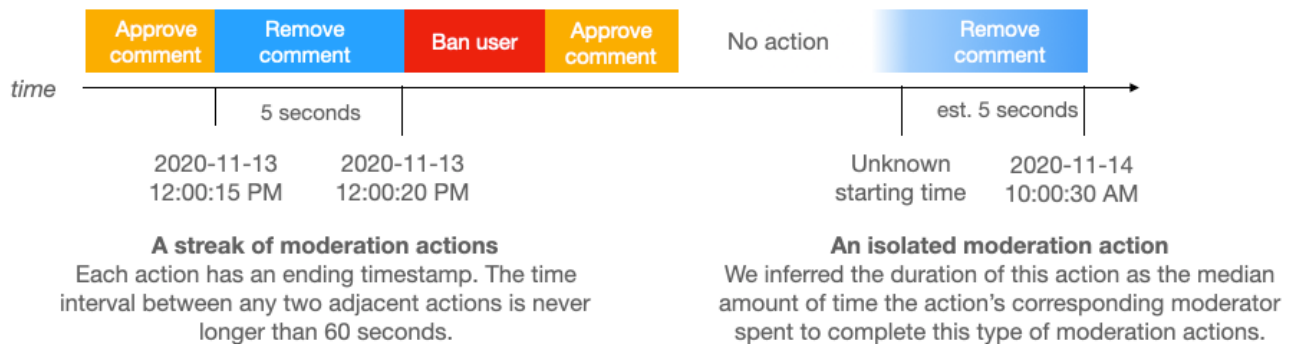 Approve comment
Remove comment
Ban user
Approve comment
No action
Remove comment
time
5 seconds
est. 5 seconds
2020-11-13
12:00:15 PM
2020-11-13
12:00:20 PM
Unknown
starting time
2020-11-14
10:00:30 AM
A streak of moderation actions
Each action has an ending timestamp. The time
interval between any two adjacent actions is never
longer than 60 seconds.
An isolated moderation action
We inferred the duration of this action as the median
amount of time the action's corresponding moderator
spent to complete this type of moderation actions.